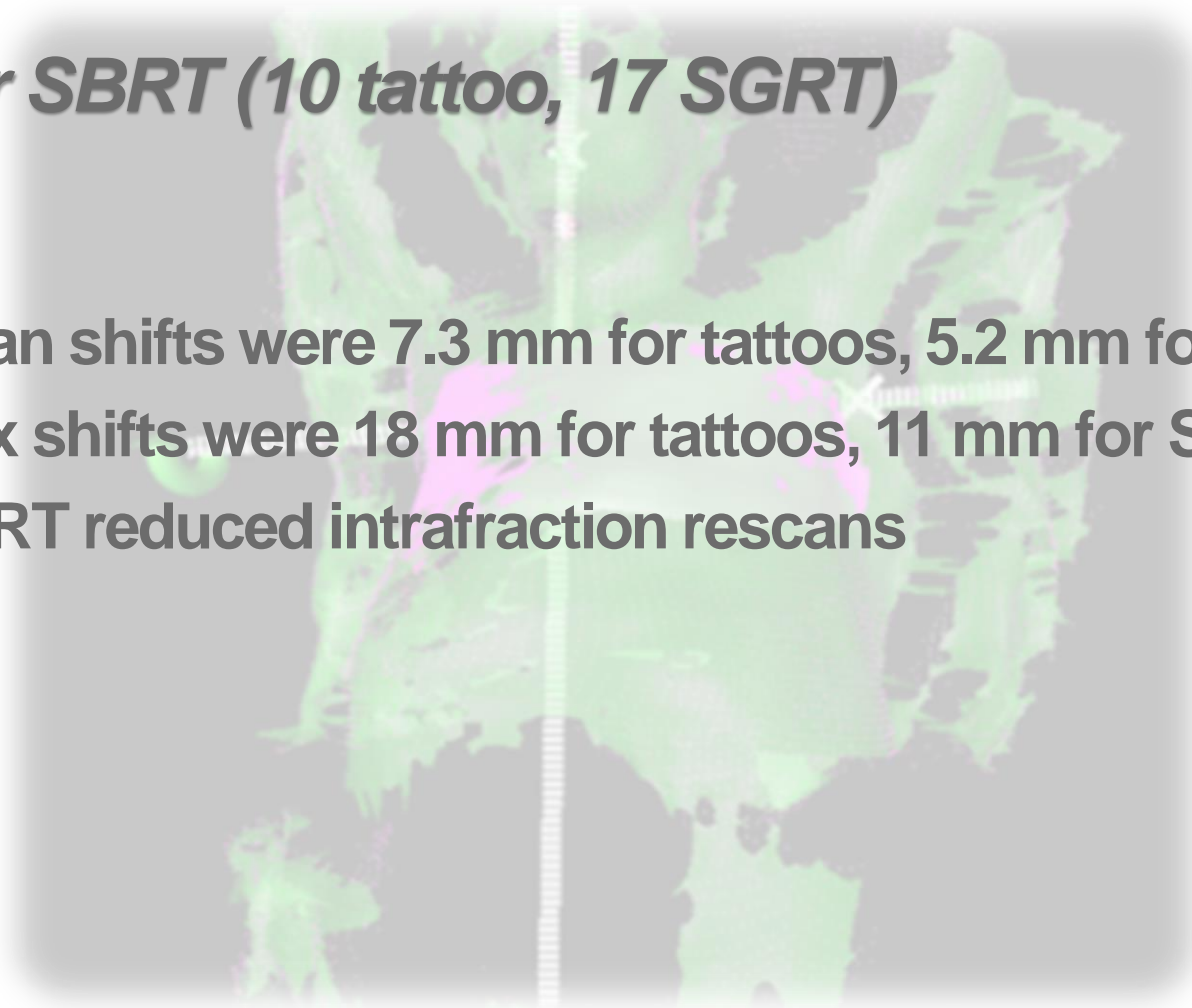 r SBRT (10 tattoo, 17 SGRT)
an shifts were 7.3 mm for tattoos, 5.2 mm fo
x shifts were 18 mm for tattoos, 11 mm for S
RT reduced intrafraction rescans